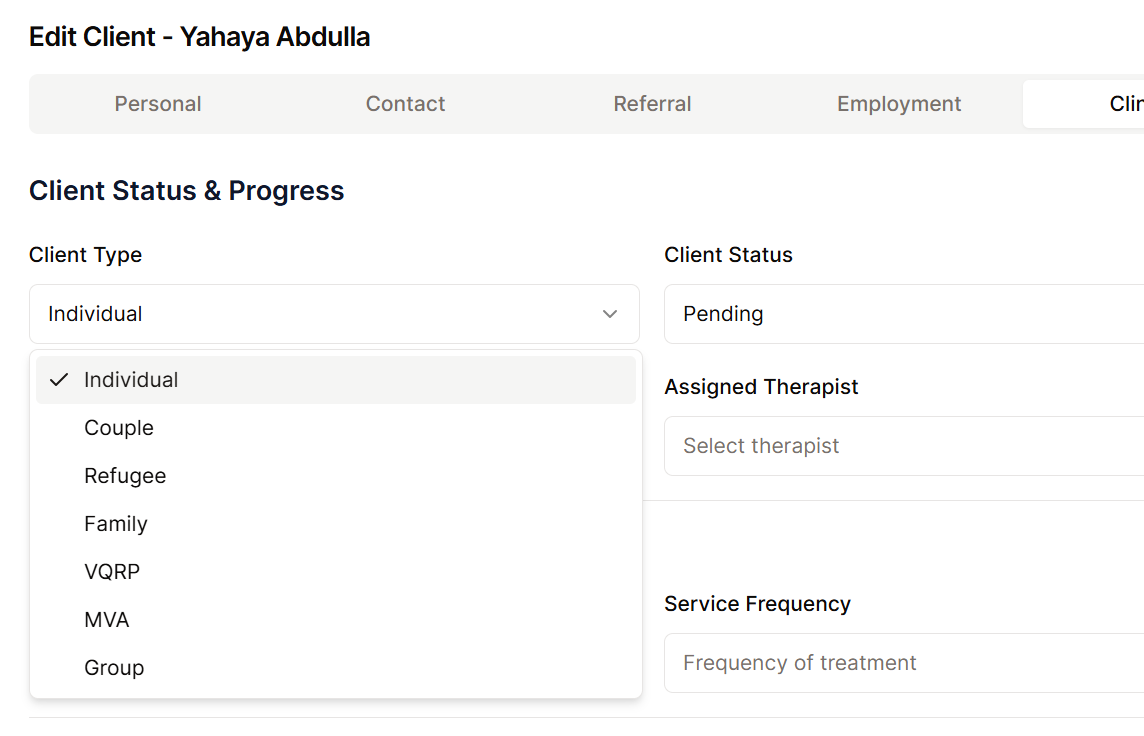 Edit Client - Yahaya Abdulla
Personal Contact Referral Employment Clin
Client Status & Progress
Client Type
Individual
Individual
Couple
Refugee
Family
VQRP
MVA
Group
Client Status
Pending
Assigned Therapist
Select therapist
Service Frequency
Frequency of treatment